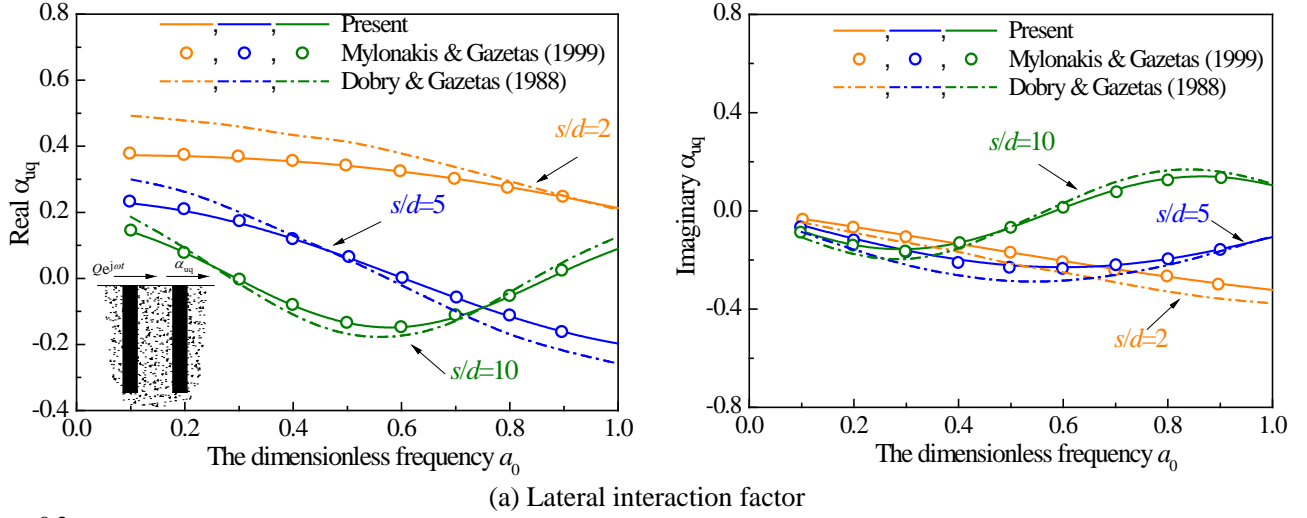 0.8
0.6
0.4
0.2
0.0
-0.2
-0.4
Real α_uq
Present
Mylonakis & Gazetas (1999)
Dobry & Gazetas (1988)
s/d=2
s/d=5
s/d=10
Qe^jωt α_uq
0.0 0.2 0.4 0.6 0.8 1.0
The dimensionless frequency a_0
0.8
0.4
0.0
-0.4
-0.8
Imaginary α_uq
Present
Mylonakis & Gazetas (1999)
Dobry & Gazetas (1988)
s/d=10
s/d=5
s/d=2
0.0 0.2 0.4 0.6 0.8 1.0
The dimensionless frequency a_0
(a) Lateral interaction factor